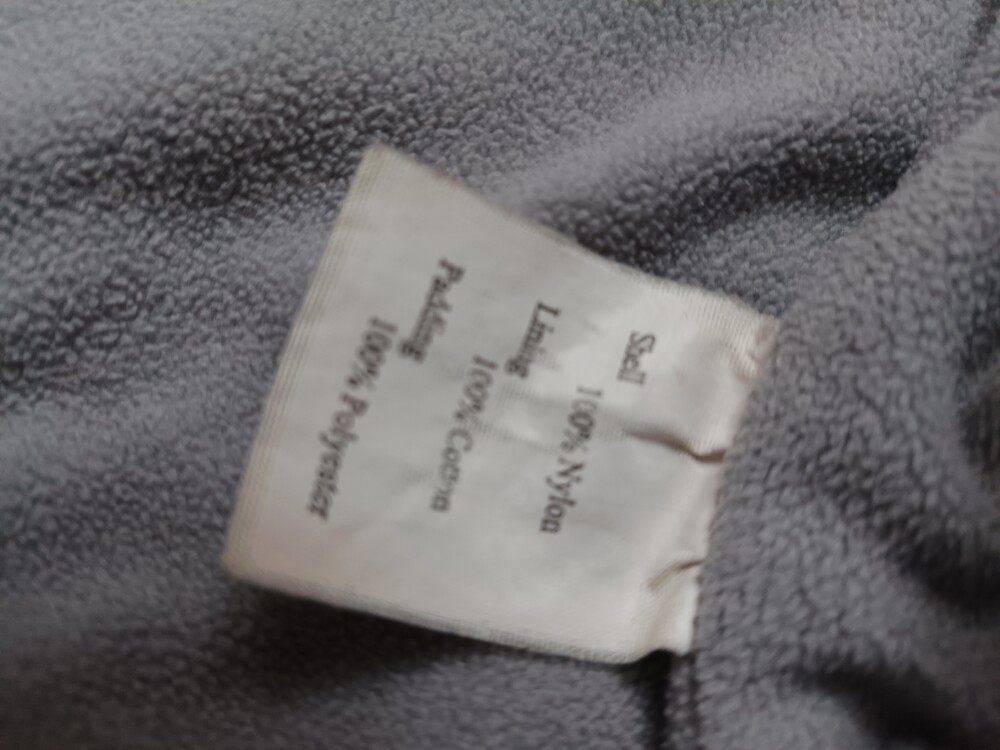 Shell
100% Nylon
Lining
100% Cotton
Padding
100% Polyester